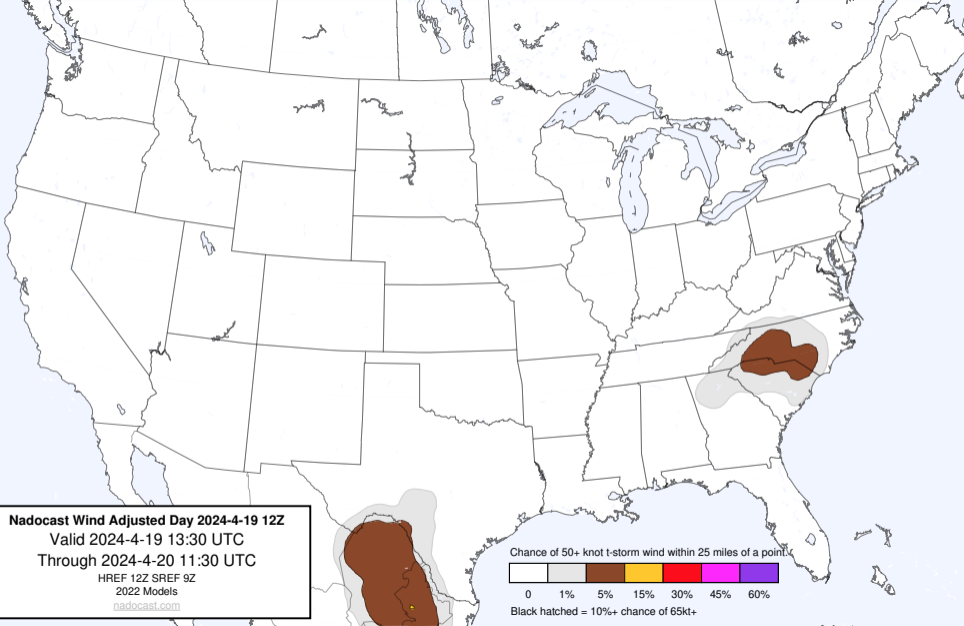 Nadocast Wind Adjusted Day 2024-4-19 12Z
Valid 2024-4-19 13:30 UTC
Through 2024-4-20 11:30 UTC
HREF 12Z SREF 9Z
2022 Models
nadocast.com
Chance of 50+ knot t-storm wind within 25 miles of a point.
0 1% 5% 15% 30% 45% 60%
Black hatched = 10%+ chance of 65kt+